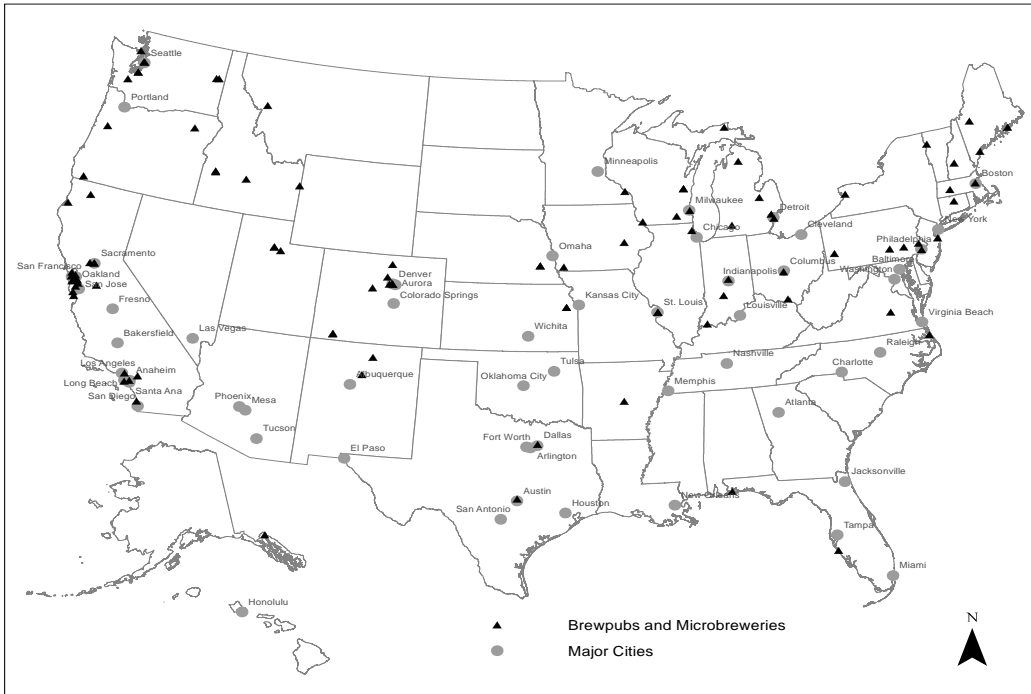 Seattle
Portland
Minneapolis
Boston
Milwaukee
Detroit
New York
Chicago
Cleveland
Sacramento
Omaha
Philadelphia
San Francisco
Oakland
Denver
Columbus
Baltimore
Indianapolis
Washington
San Jose
Aurora
Fresno
Colorado Springs
Kansas City
St. Louis
Louisville
Virginia Beach
Bakersfield
Las Vegas
Wichita
Raleigh
Los Angeles
Nashville
Anaheim
Tulsa
Charlotte
Long Beach
Santa Ana
Albuquerque
Oklahoma City
Memphis
San Diego
Phoenix
Mesa
Atlanta
Tucson
Fort Worth
Dallas
El Paso
Arlington
Jacksonville
Austin
New Orleans
San Antonio
Houston
Tampa
Miami
Honolulu
Brewpubs and Microbreweries
Major Cities
N